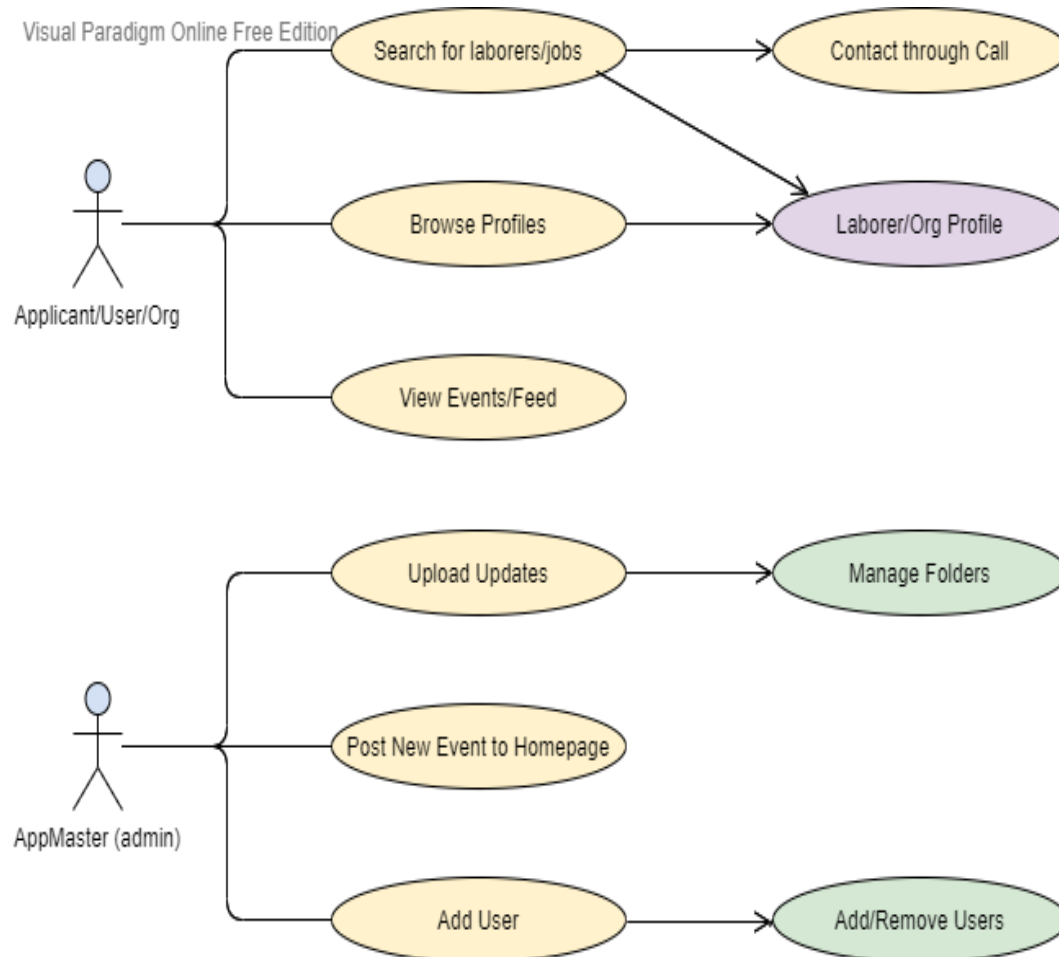 Visual Paradigm Online Free Edition
Search for laborers/jobs
Contact through Call
Browse Profiles
Laborer/Org Profile
Applicant/User/Org
View Events/Feed
Upload Updates
Manage Folders
Post New Event to Homepage
AppMaster (admin)
Add User
Add/Remove Users